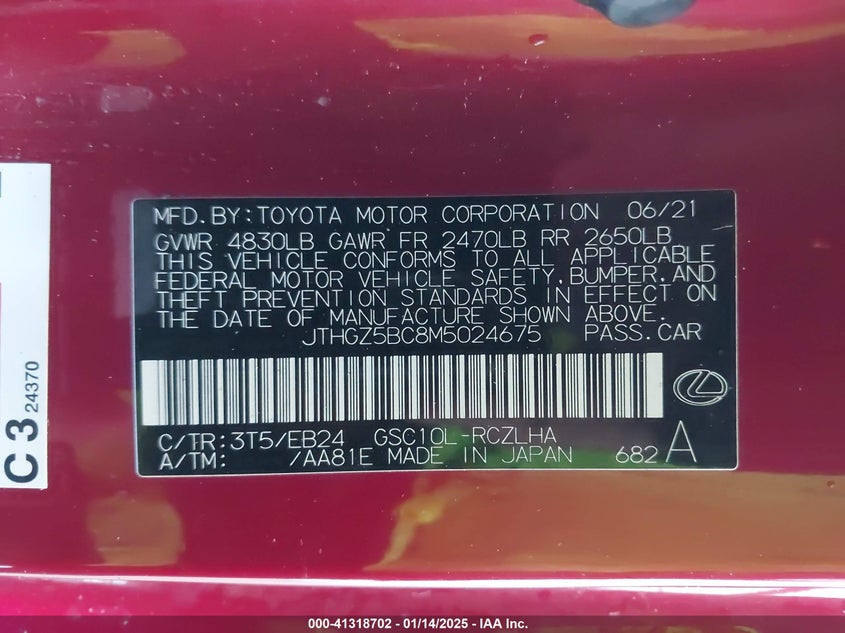 MFD. BY: TOYOTA MOTOR CORPORATION 06/21
GVWR 4830LB GAWR FR 2470LB RR 2650LB
THIS VEHICLE CONFORMS TO ALL APPLICABLE
FEDERAL MOTOR VEHICLE SAFETY, BUMPER, AND
THEFT PREVENTION STANDARDS IN EFFECT ON
THE DATE OF MANUFACTURE SHOWN ABOVE.
JTHGZ5BC8M5024675 PASS. CAR
C/TR: 3T5/EB24 GSC10L-RCZLHA
A/TM: /AA81E MADE IN JAPAN 682 A
C3 24370
000-41318702 - 01/14/2025 - IAA Inc.